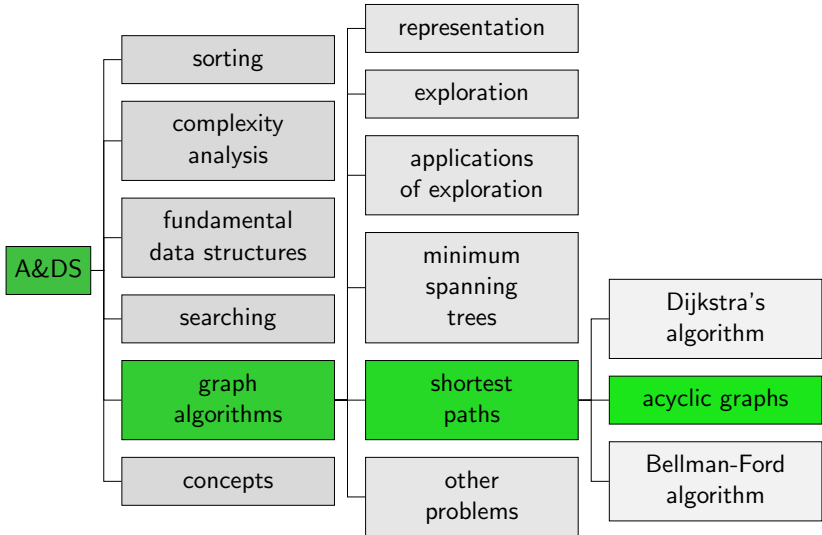 A&DS
sorting
complexity
analysis
fundamental
data structures
searching
graph
algorithms
concepts
representation
exploration
applications
of exploration
minimum
spanning
trees
shortest
paths
other
problems
Dijkstra's
algorithm
acyclic graphs
Bellman-Ford
algorithm